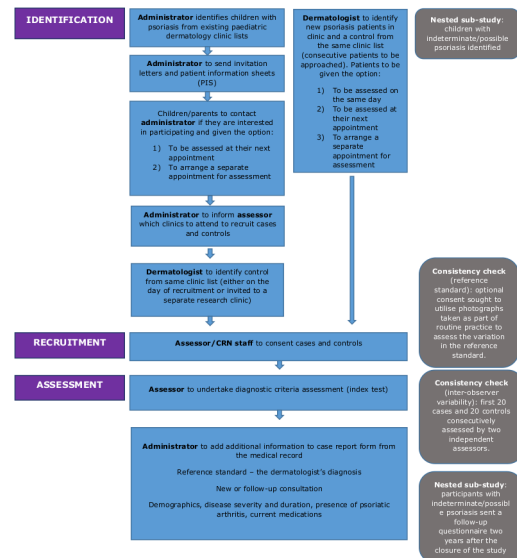 IDENTIFICATION
Administrator identifies children with
psoriasis from existing paediatric
dermatology clinic lists
Administrator to send invitation
letters and patient information sheets
(PIS)
Children/parents to contact
administrator if they are interested
in participating and given the option:
1) To be assessed at their next
appointment
2) To arrange a separate
appointment for assessment
Administrator to inform assessor
which clinics to attend to recruit cases
and controls
Dermatologist to identify control
from same clinic list (either on the
day of recruitment or invited to a
separate research clinic)
Dermatologist to identify
new psoriasis patients in
clinic and a control from
the same clinic list
(consecutive patients to be
approached). Patients to be
given the option:
1) To be assessed on
the same day
2) To be assessed at
their next
appointment
3) To arrange a
separate
appointment for
assessment
Nested sub-study:
children with
indeterminate/possible
psoriasis identified
Consistency check
(reference
standard): optional
consent sought to
utilise photographs
taken as part of
routine practice to
assess the variation
in the reference
standard.
RECRUITMENT
Assessor/CRN staff to consent cases and controls
ASSESSMENT
Assessor to undertake diagnostic criteria assessment (index test)
Consistency check
(inter-observer
variability): first 20
cases and 20 controls
consecutively
assessed by two
independent
assessors.
Administrator to add additional information to case report form from
the medical record
Reference standard – the dermatologist's diagnosis
New or follow-up consultation
Demographics, disease severity and duration, presence of psoriatic
arthritis, current medications
Nested sub-study:
participants with
indeterminate/possibl
e psoriasis sent a
follow-up
questionnaire two
years after the
closure of the study